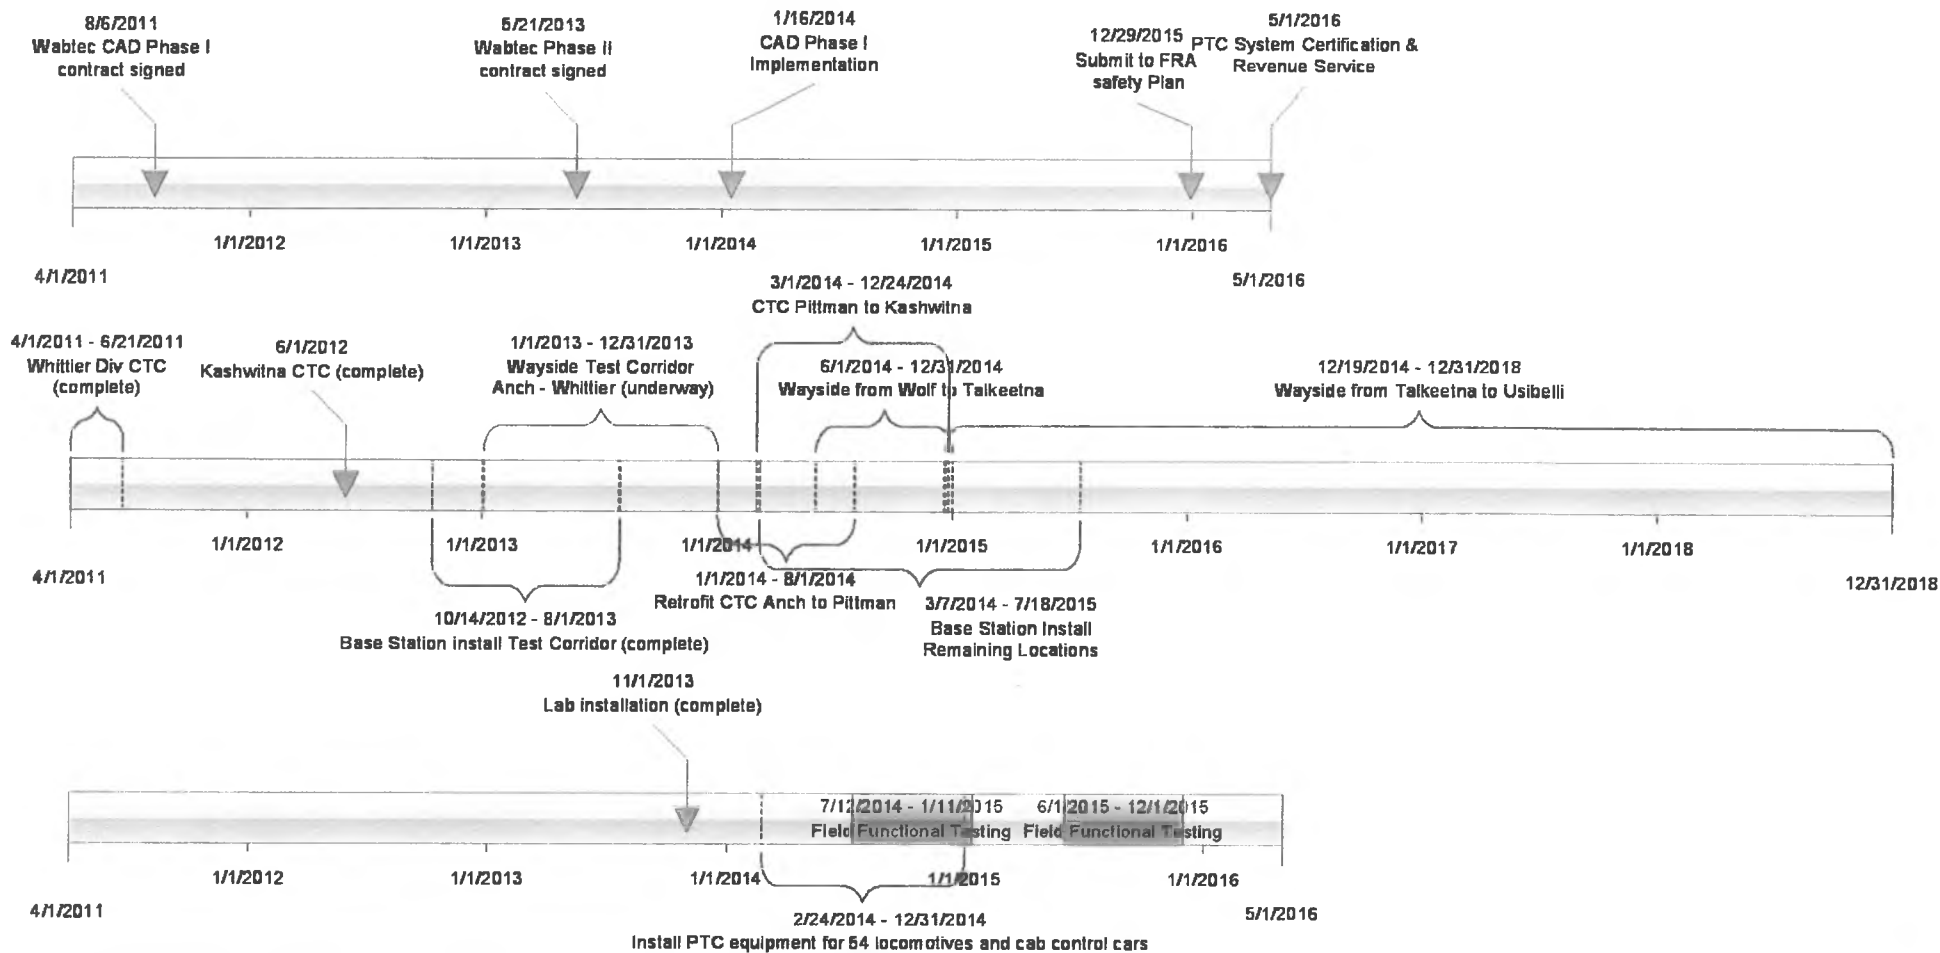 8/6/2011
Wabtec CAD Phase I
contract signed
5/21/2013
Wabtec Phase II
contract signed
1/16/2014
CAD Phase I
Implementation
12/29/2015
Submit to FRA
safety Plan
5/1/2016
PTC System Certification &
Revenue Service
1/1/2012
1/1/2013
1/1/2014
1/1/2015
1/1/2016
4/1/2011
5/1/2016
3/1/2014 - 12/24/2014
CTC Pittman to Kashwitna
4/1/2011 - 6/21/2011
Whittier Div CTC
(complete)
6/1/2012
Kashwitna CTC (complete)
1/1/2013 - 12/31/2013
Wayside Test Corridor
Anch - Whittier (underway)
6/1/2014 - 12/31/2014
Wayside from Wolf to Talkeetna
12/19/2014 - 12/31/2018
Wayside from Talkeetna to Usibelli
1/1/2012
1/1/2013
1/1/2014
1/1/2015
1/1/2016
1/1/2017
1/1/2018
4/1/2011
12/31/2018
1/1/2014 - 8/1/2014
Retrofit CTC Anch to Pittman
3/7/2014 - 7/18/2015
Base Station Install
Remaining Locations
10/14/2012 - 8/1/2013
Base Station install Test Corridor (complete)
11/1/2013
Lab installation (complete)
7/12/2014 - 1/11/2015
Field Functional Testing
6/1/2015 - 12/1/2015
Field Functional Testing
1/1/2012
1/1/2013
1/1/2014
1/1/2015
1/1/2016
4/1/2011
5/1/2016
2/24/2014 - 12/31/2014
Install PTC equipment for 54 locomotives and cab control cars